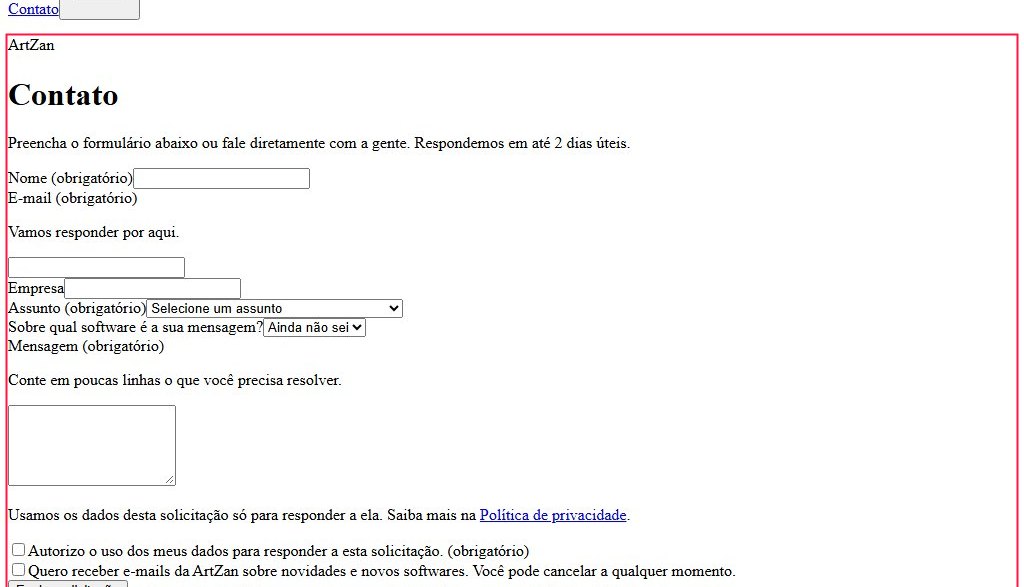 Contato
ArtZan
Contato
Preencha o formulário abaixo ou fale diretamente com a gente. Respondemos em até 2 dias úteis.
Nome (obrigatório)
E-mail (obrigatório)
Vamos responder por aqui.
Empresa
Assunto (obrigatório) Selecione um assunto
Sobre qual software é a sua mensagem? Ainda não sei
Mensagem (obrigatório)
Conte em poucas linhas o que você precisa resolver.
Usamos os dados desta solicitação só para responder a ela. Saiba mais na Política de privacidade.
Autorizo o uso dos meus dados para responder a esta solicitação. (obrigatório)
Quero receber e-mails da ArtZan sobre novidades e novos softwares. Você pode cancelar a qualquer momento.